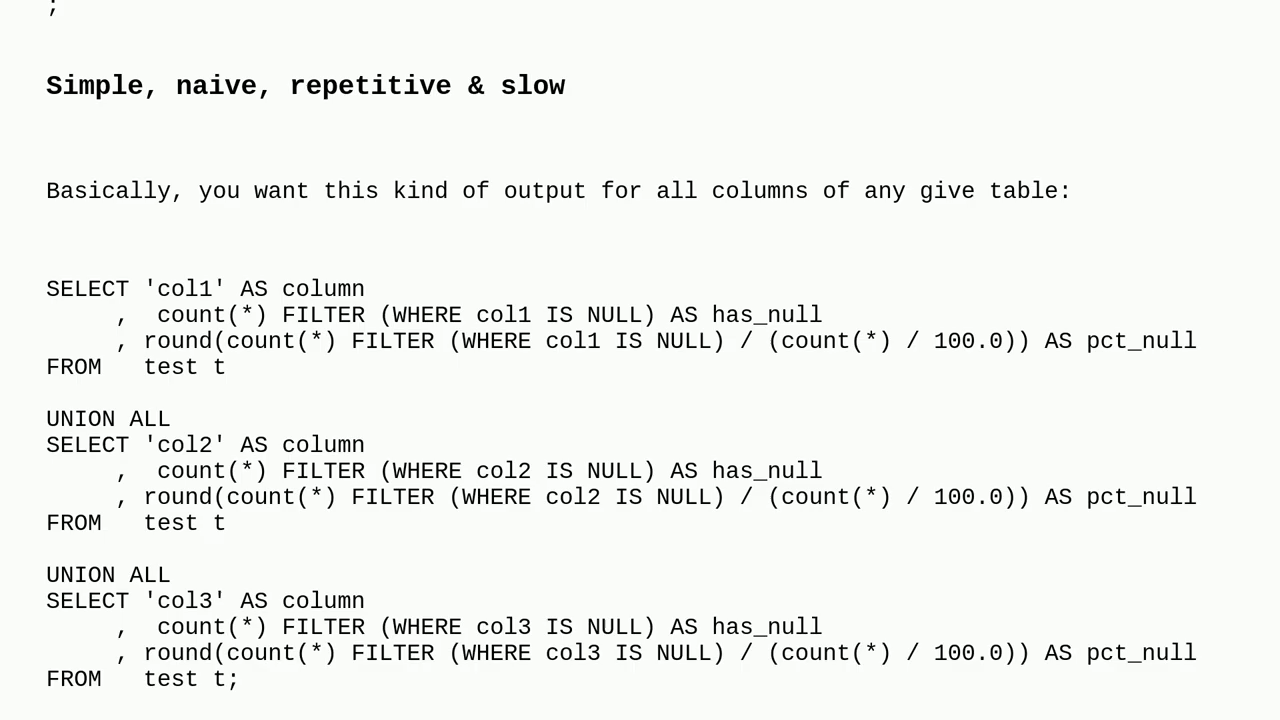 ;
Simple, naive, repetitive & slow
Basically, you want this kind of output for all columns of any give table:
SELECT 'col1' AS column
     ,  count(*) FILTER (WHERE col1 IS NULL) AS has_null
     , round(count(*) FILTER (WHERE col1 IS NULL) / (count(*) / 100.0)) AS pct_null
FROM   test t
UNION ALL
SELECT 'col2' AS column
     ,  count(*) FILTER (WHERE col2 IS NULL) AS has_null
     , round(count(*) FILTER (WHERE col2 IS NULL) / (count(*) / 100.0)) AS pct_null
FROM   test t
UNION ALL
SELECT 'col3' AS column
     ,  count(*) FILTER (WHERE col3 IS NULL) AS has_null
     , round(count(*) FILTER (WHERE col3 IS NULL) / (count(*) / 100.0)) AS pct_null
FROM   test t;